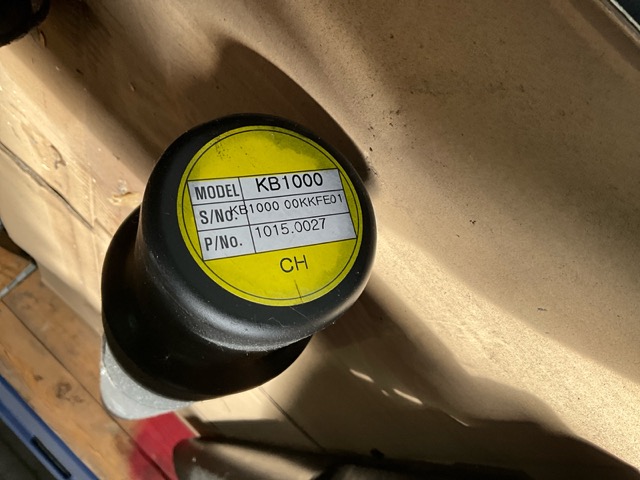 MODEL KB1000
S/No. KB1000 00KKFE01
P/No. 1015.0027
CH